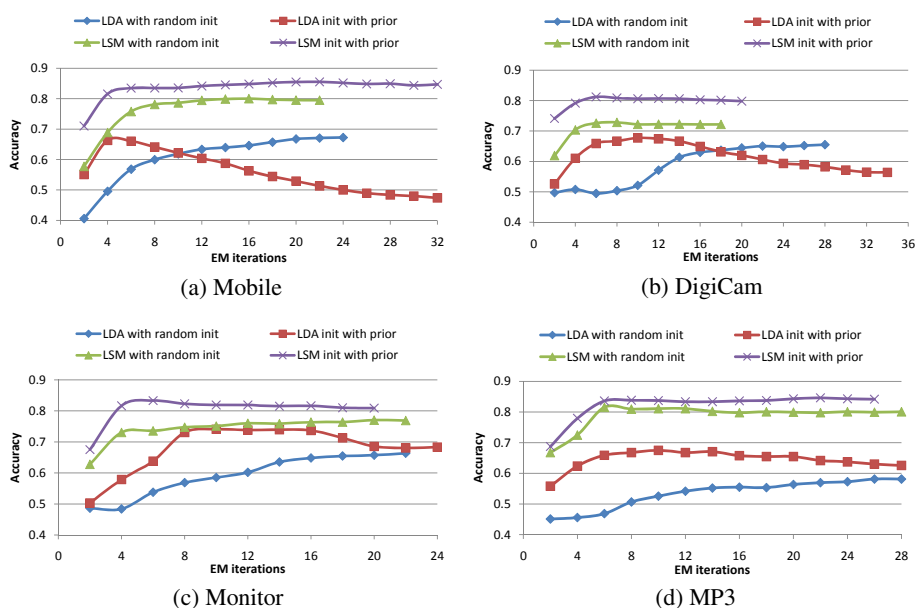 LDA with random init LDA init with prior
LSM with random init LSM init with prior
0.9
0.8
0.7
0.6
0.5
0.4
Accuracy
0 4 8 12 16 20 24 28 32
EM iterations
(a) Mobile
LDA with random init LDA init with prior
LSM with random init LSM init with prior
0.9
0.8
0.7
0.6
0.5
0.4
Accuracy
0 4 8 12 16 20 24 28 32 36
EM iterations
(b) DigiCam
LDA with random init LDA init with prior
LSM with random init LSM init with prior
0.9
0.8
0.7
0.6
0.5
0.4
Accuracy
0 4 8 12 16 20 24
EM iterations
(c) Monitor
LDA with random init LDA init with prior
LSM with random init LSM init with prior
0.9
0.8
0.7
0.6
0.5
0.4
Accuracy
0 4 8 12 16 20 24 28
EM iterations
(d) MP3